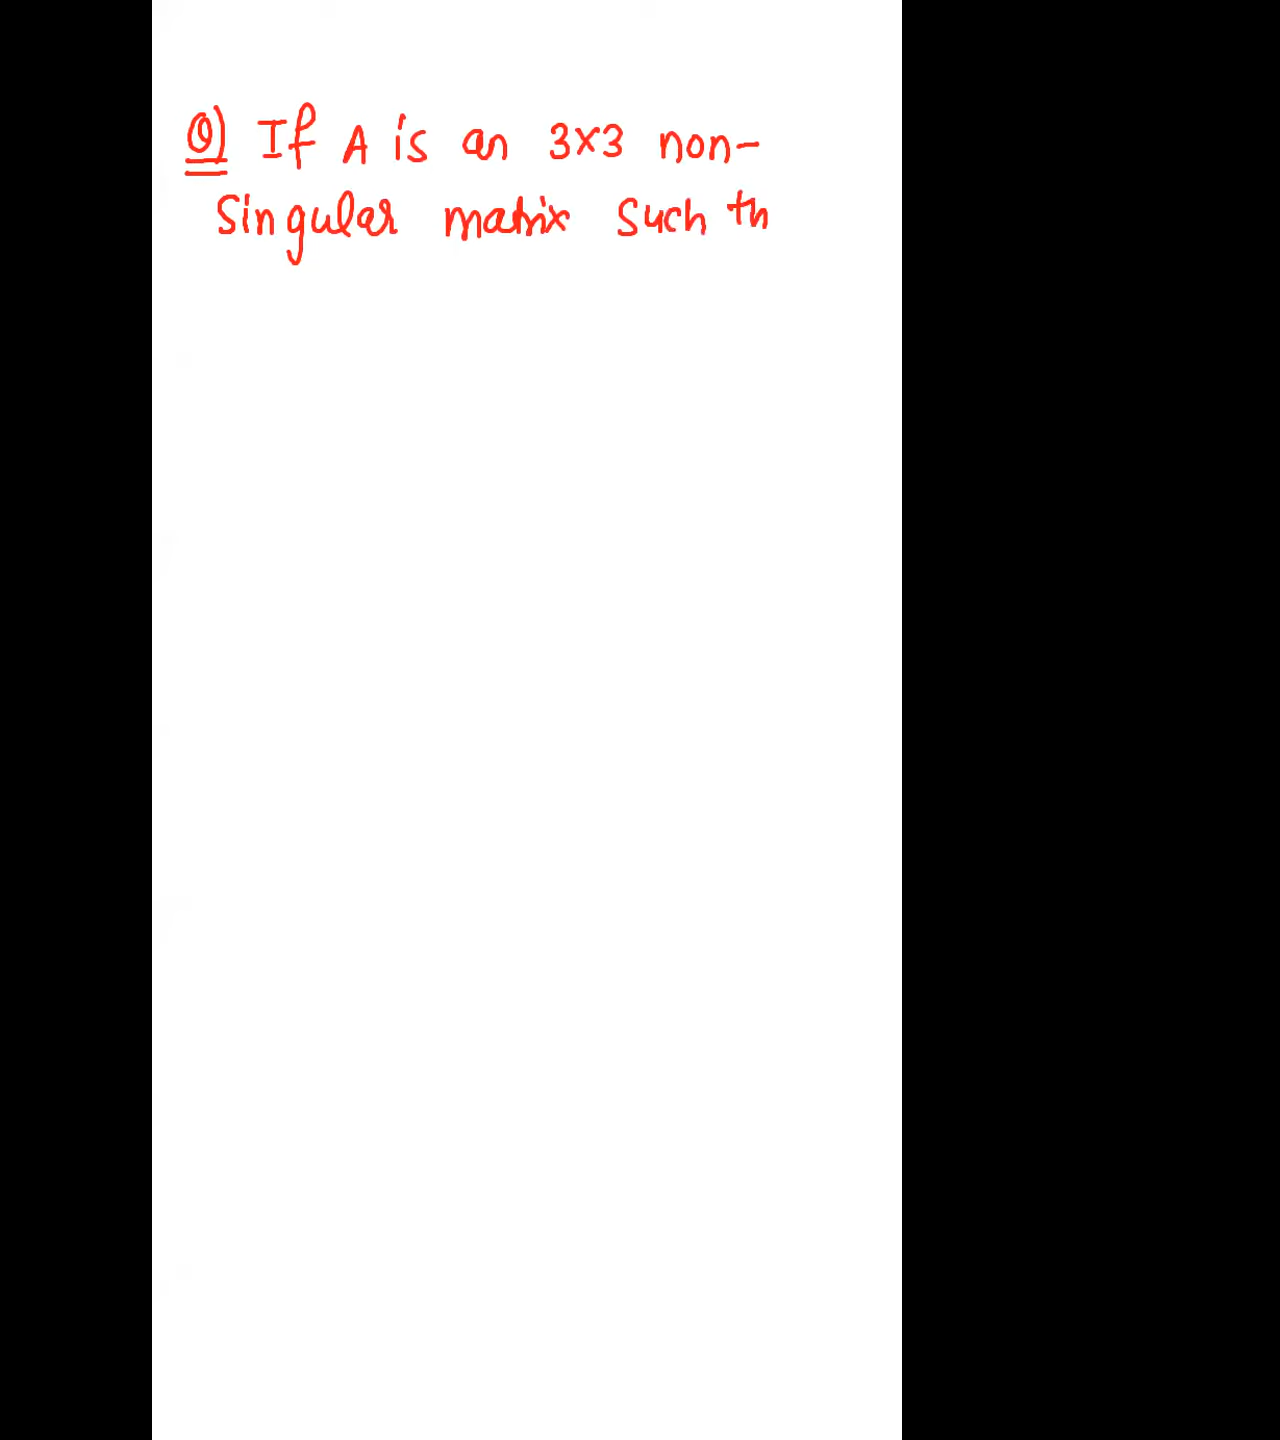 Q) If A is an 3×3 non-
Singular matrix Such th